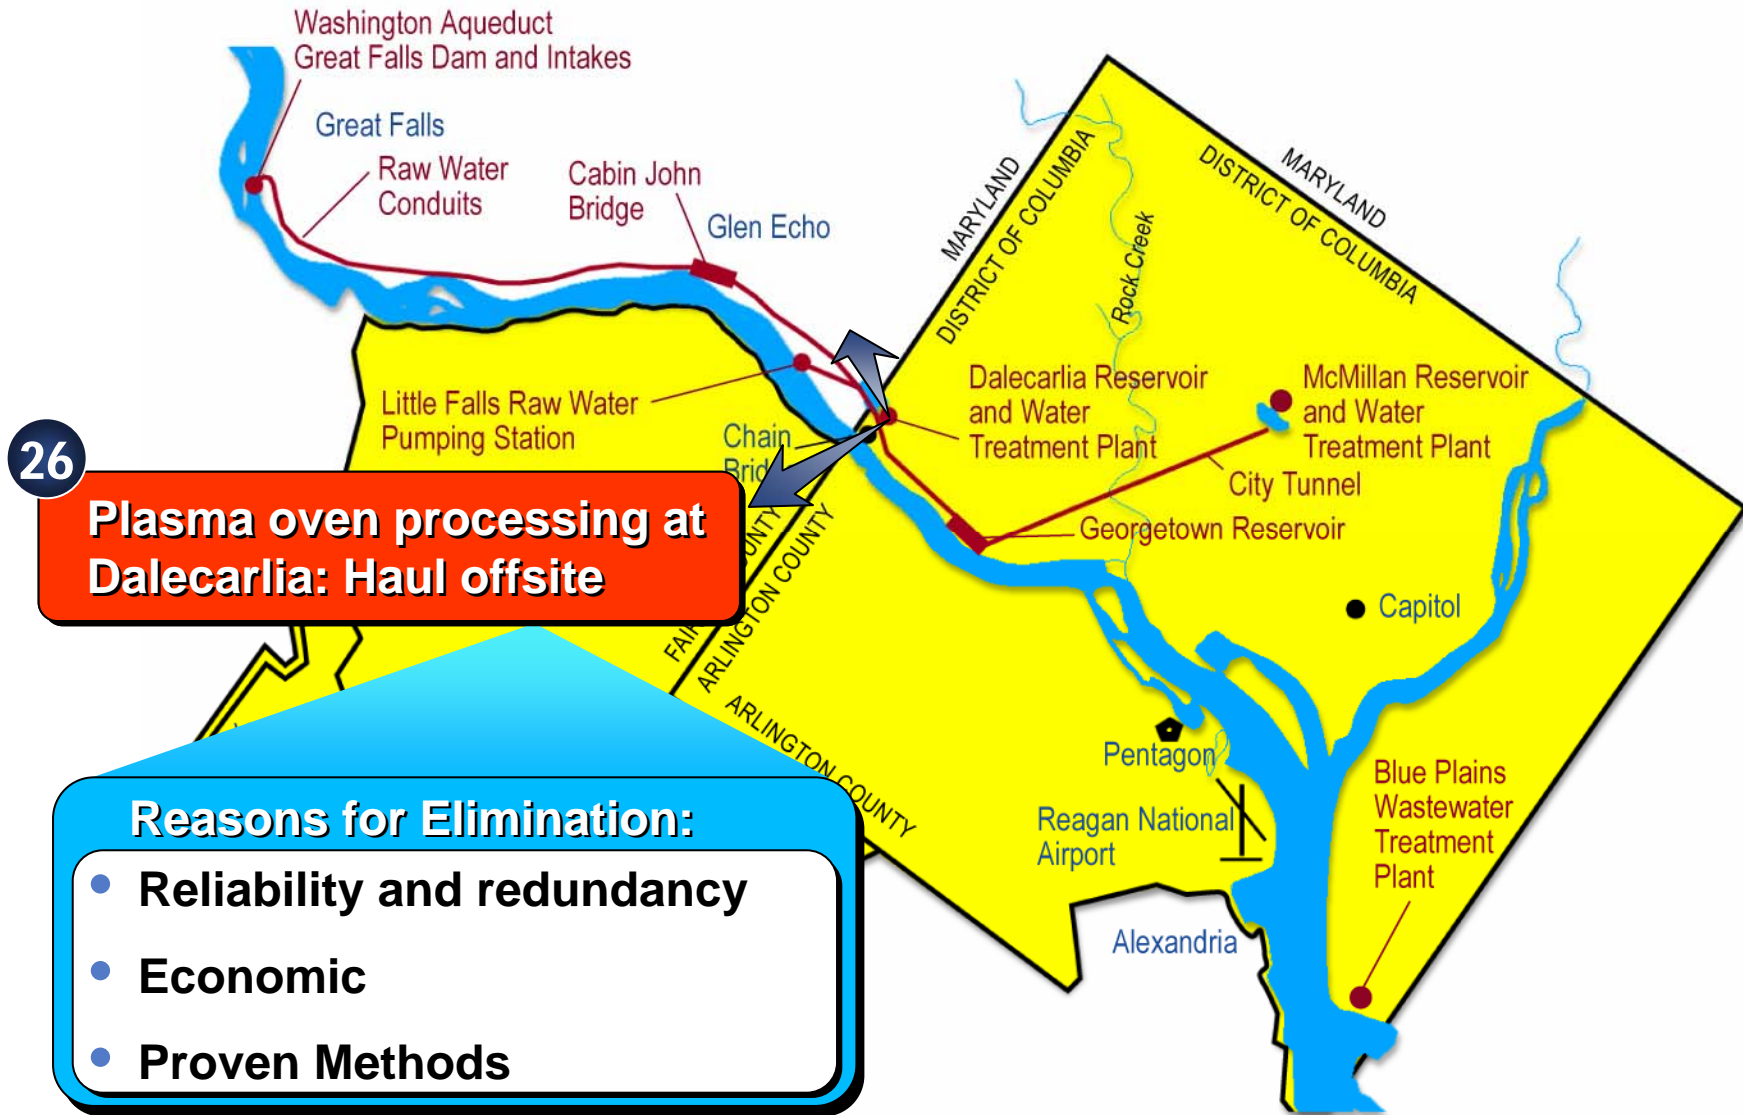 Washington Aqueduct
Great Falls Dam and Intakes
Great Falls
Raw Water
Conduits
Cabin John
Bridge
Glen Echo
MARYLAND
DISTRICT OF COLUMBIA
MARYLAND
DISTRICT OF COLUMBIA
Rock Creek
Little Falls Raw Water
Pumping Station
Chain
Dalecarlia Reservoir
and Water
Treatment Plant
McMillan Reservoir
and Water
Treatment Plant
City Tunnel
Georgetown Reservoir
26
Plasma oven processing at
Dalecarlia: Haul offsite
ARLINGTON COUNTY
ARLINGTON COUNTY
Capitol
Pentagon
Reagan National
Airport
Alexandria
Blue Plains
Wastewater
Treatment
Plant
Reasons for Elimination:
• Reliability and redundancy
• Economic
• Proven Methods